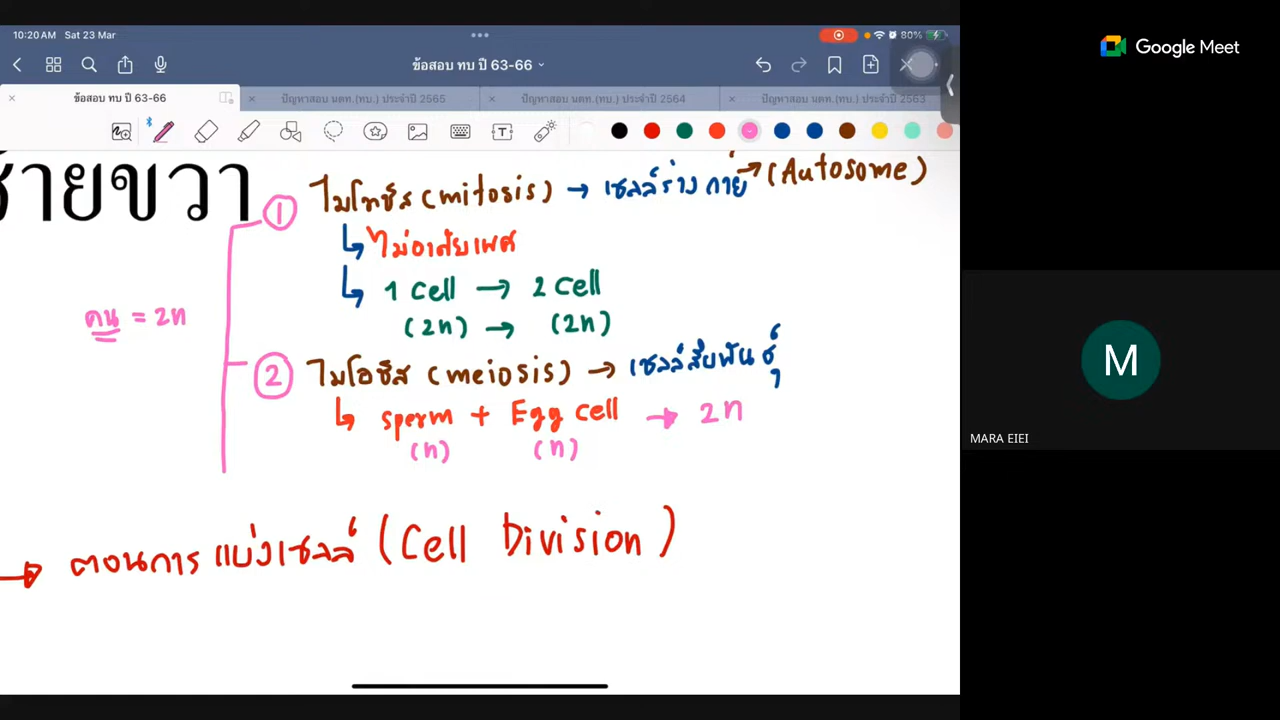 10:20 AM Sat 23 Mar
80%
Google Meet
ข้อสอบ ทบ ปี 63-66
ข้อสอบ ทบ ปี 63-66
ปัญหาสอบ นตท.(ทบ.) ประจำปี 2565
ปัญหาสอบ นตท.(ทบ.) ประจำปี 2564
ปัญหาสอบ นตท.(ทบ.) ประจำปี 2563
้ายขวา
① ไมโทซิส (mitosis) → เซลล์ร่างกาย → (Autosome)
↳ ไม่อาศัยเพศ
↳ 1 Cell → 2 Cell
(2n) → (2n)
คน = 2n
② ไมโอซิส (meiosis) → เซลล์สืบพันธุ์
↳ sperm + Egg cell → 2n
(n) (n)
→ ตอนการแบ่งเซลล์ (Cell Division)
M
MARA EIEI